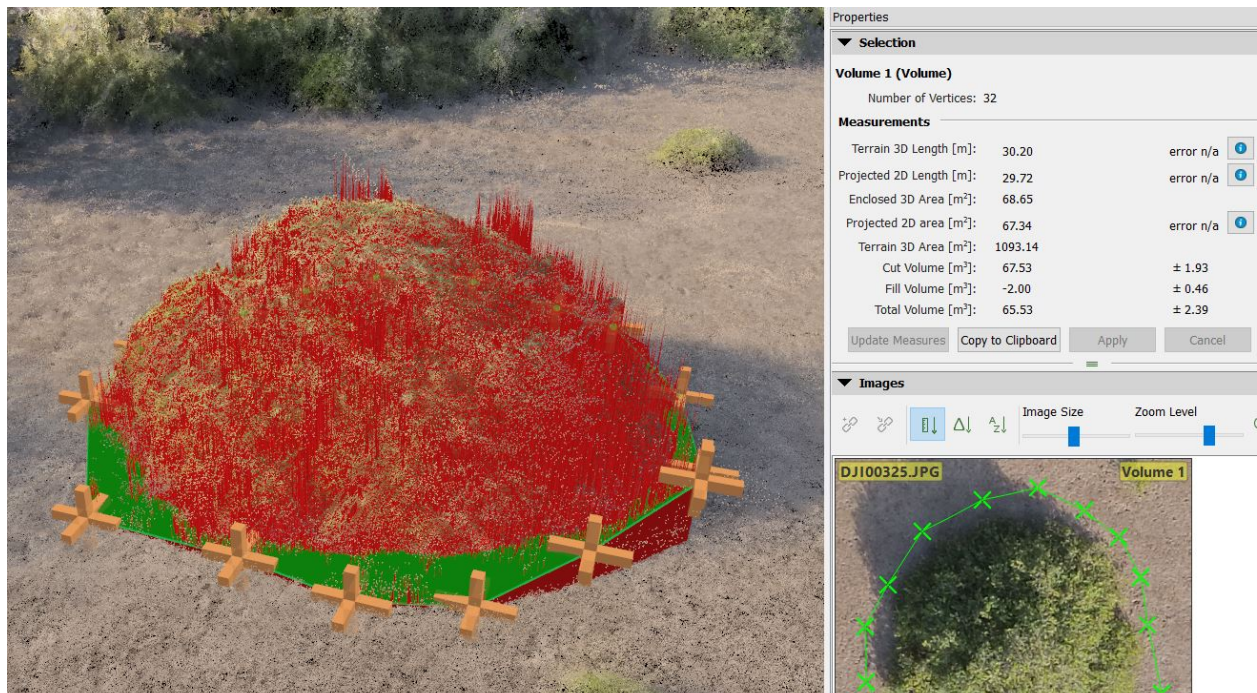 Properties
Selection
Volume 1 (Volume)
Number of Vertices: 32
Measurements
Terrain 3D Length [m]: 30.20 error n/a
Projected 2D Length [m]: 29.72 error n/a
Enclosed 3D Area [m²]: 68.65
Projected 2D area [m²]: 67.34 error n/a
Terrain 3D Area [m²]: 1093.14
Cut Volume [m³]: 67.53 ± 1.93
Fill Volume [m³]: -2.00 ± 0.46
Total Volume [m³]: 65.53 ± 2.39
Update Measures Copy to Clipboard Apply Cancel
Images
Image Size Zoom Level
DJI00325.JPG Volume 1